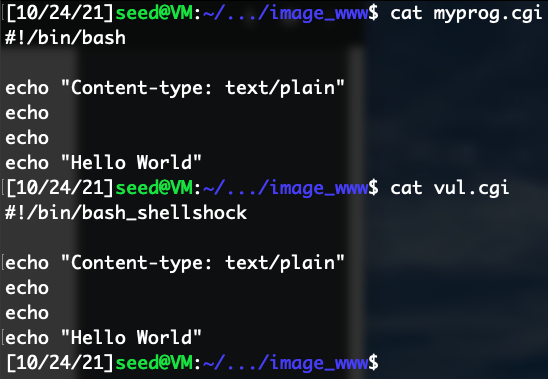 [10/24/21]seed@VM:~/.../image_www$ cat myprog.cgi
#!/bin/bash

echo "Content-type: text/plain"
echo
echo
echo "Hello World"
[10/24/21]seed@VM:~/.../image_www$ cat vul.cgi
#!/bin/bash_shellshock

echo "Content-type: text/plain"
echo
echo
echo "Hello World"
[10/24/21]seed@VM:~/.../image_www$